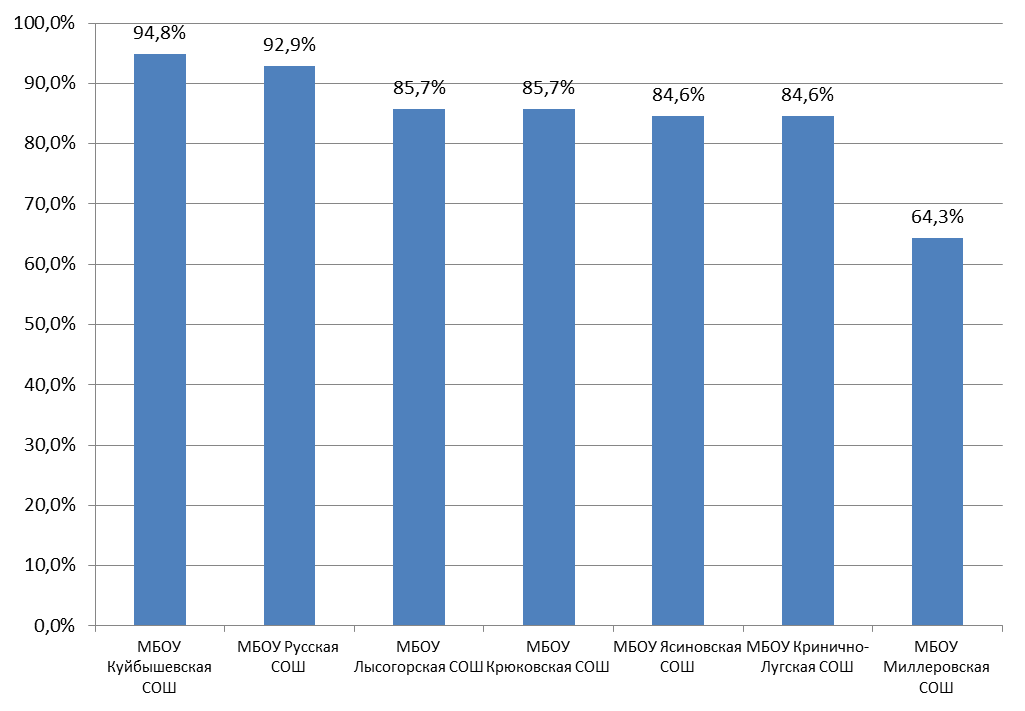 100,0%
90,0%
80,0%
70,0%
60,0%
50,0%
40,0%
30,0%
20,0%
10,0%
0,0%
94,8%
92,9%
85,7%
85,7%
84,6%
84,6%
64,3%
МБОУ
Куйбышевская
СОШ
МБОУ Русская
СОШ
МБОУ
Лысогорская СОШ
МБОУ
Крюковская СОШ
МБОУ Ясиновская
СОШ
МБОУ Кринично-
Лугская СОШ
МБОУ
Миллеровская
СОШ